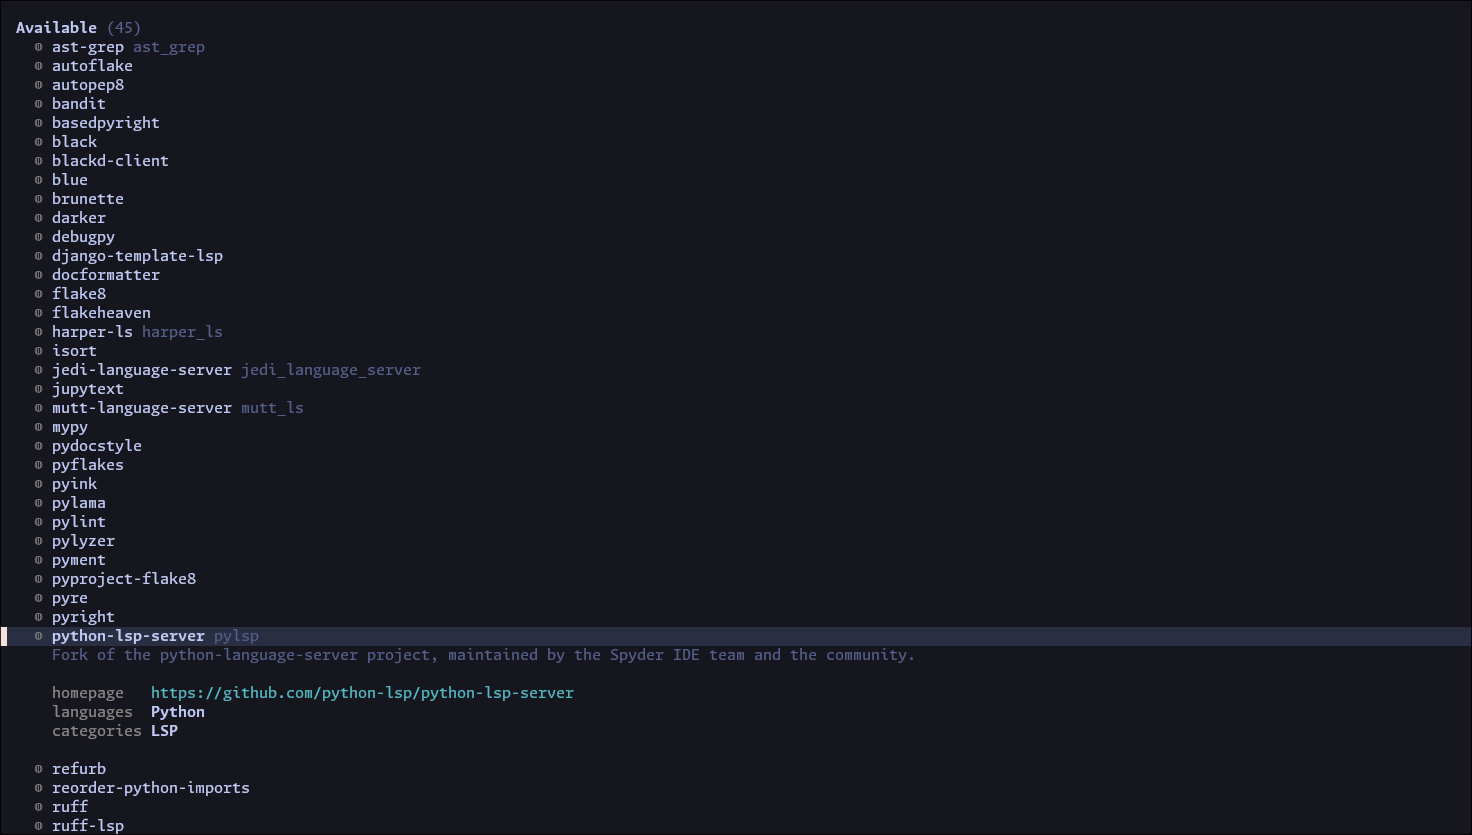 Available (45)
ast-grep ast_grep
autoflake
autopep8
bandit
basedpyright
black
blackd-client
blue
brunette
darker
debugpy
django-template-lsp
docformatter
flake8
flakeheaven
harper-ls harper_ls
isort
jedi-language-server jedi_language_server
jupytext
mutt-language-server mutt_ls
mypy
pydocstyle
pyflakes
pyink
pylama
pylint
pylyzer
pyment
pyproject-flake8
pyre
pyright
python-lsp-server pylsp
Fork of the python-language-server project, maintained by the Spyder IDE team and the community.
homepage https://github.com/python-lsp/python-lsp-server
languages Python
categories LSP
refurb
reorder-python-imports
ruff
ruff-lsp